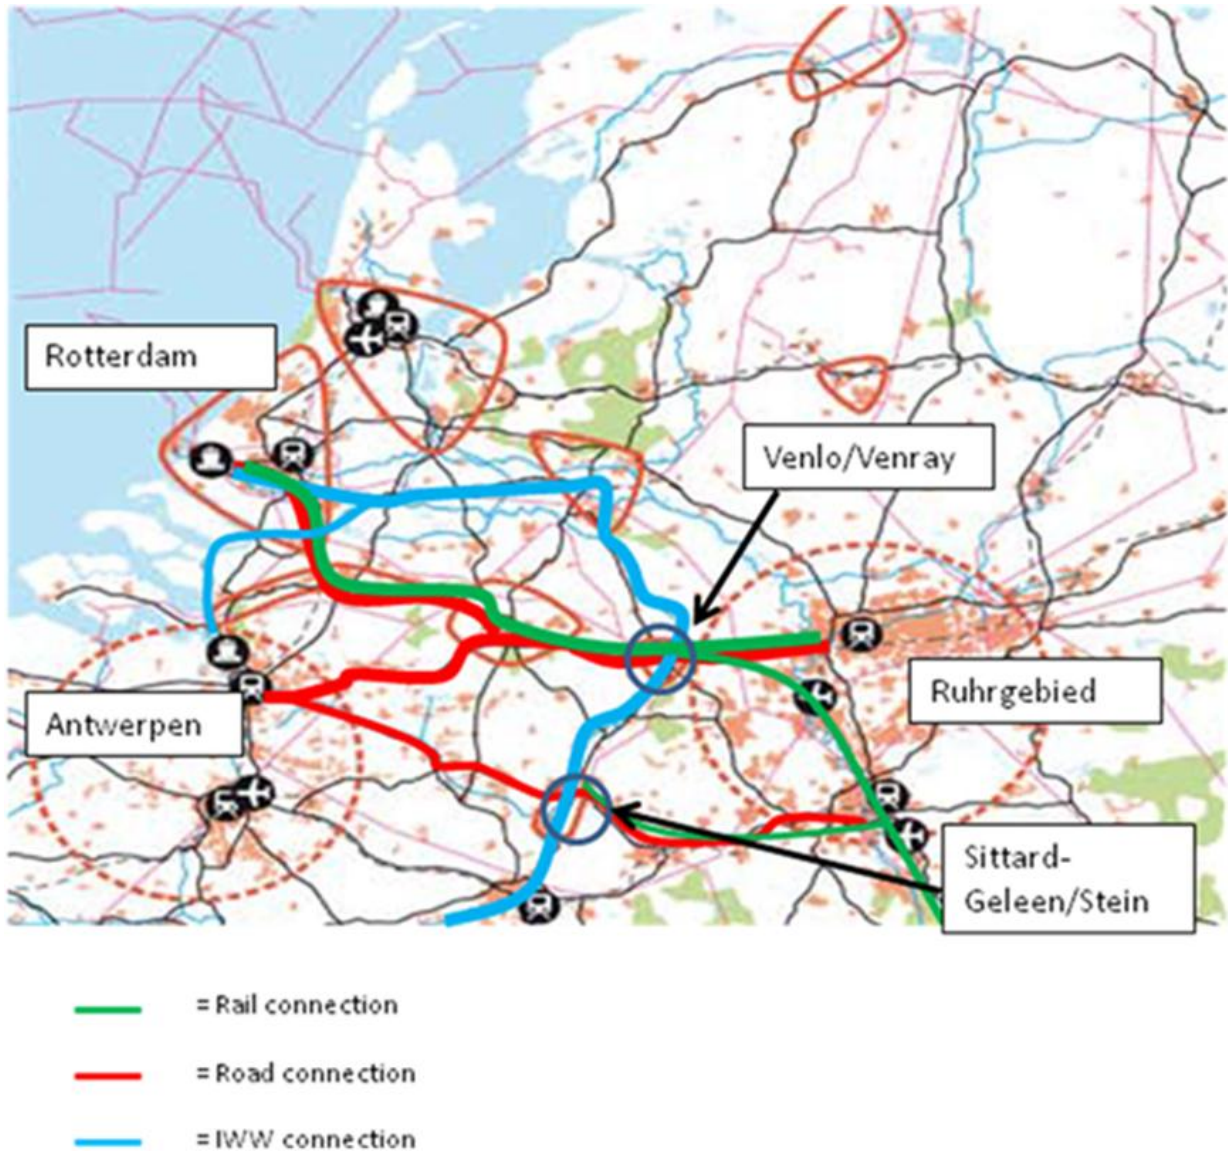 Rotterdam
Venlo/Venray
Ruhrgebied
Antwerpen
Sittard-
Geleen/Stein
= Rail connection
= Road connection
= IWW connection